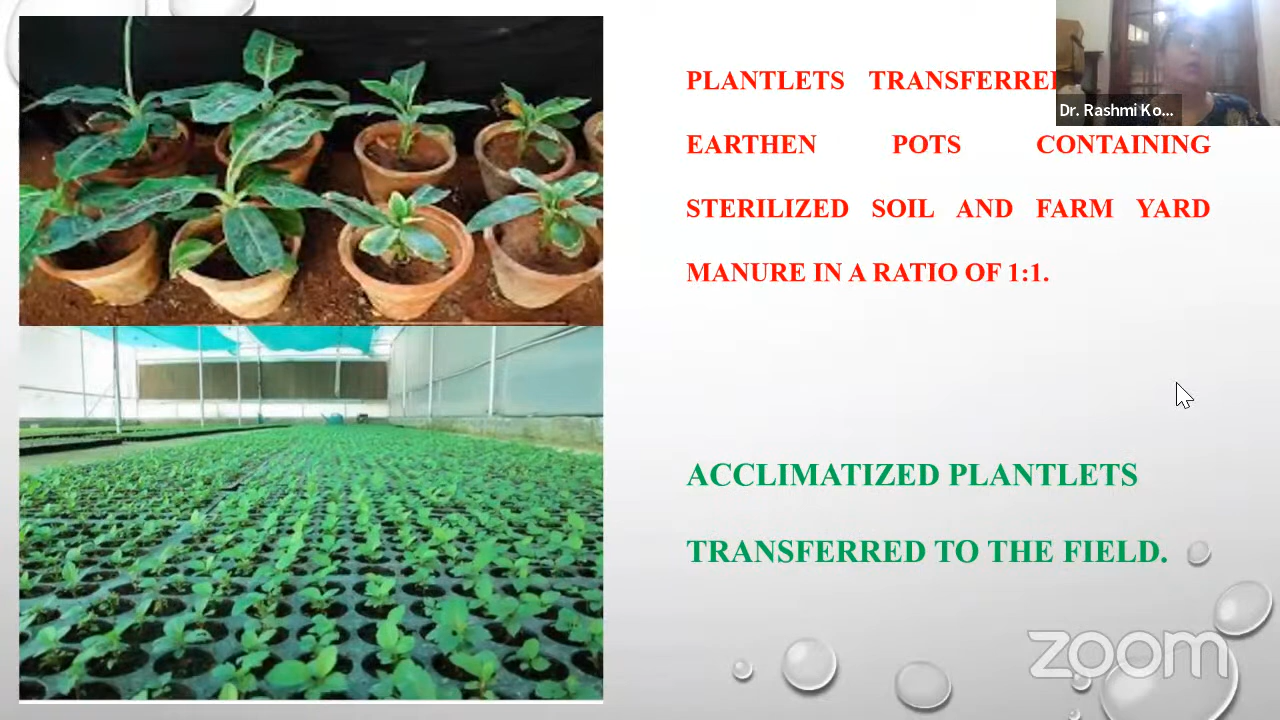 PLANTLETS TRANSFERRED
Dr. Rashmi Ko...
EARTHEN POTS CONTAINING
STERILIZED SOIL AND FARM YARD
MANURE IN A RATIO OF 1:1.
ACCLIMATIZED PLANTLETS
TRANSFERRED TO THE FIELD.
zoom